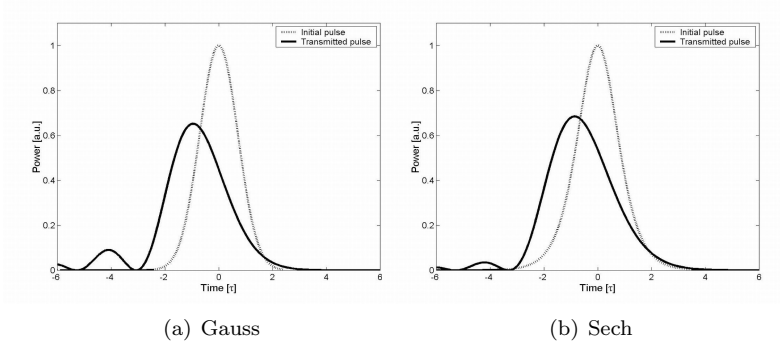 Initial pulse
Transmitted pulse
Power [a.u.]
1
0.8
0.6
0.4
0.2
0
-6
-4
-2
0
2
4
6
Time [τ]
(a) Gauss
Initial pulse
Transmitted pulse
Power [a.u.]
1
0.8
0.6
0.4
0.2
0
-6
-4
-2
0
2
4
6
Time [τ]
(b) Sech